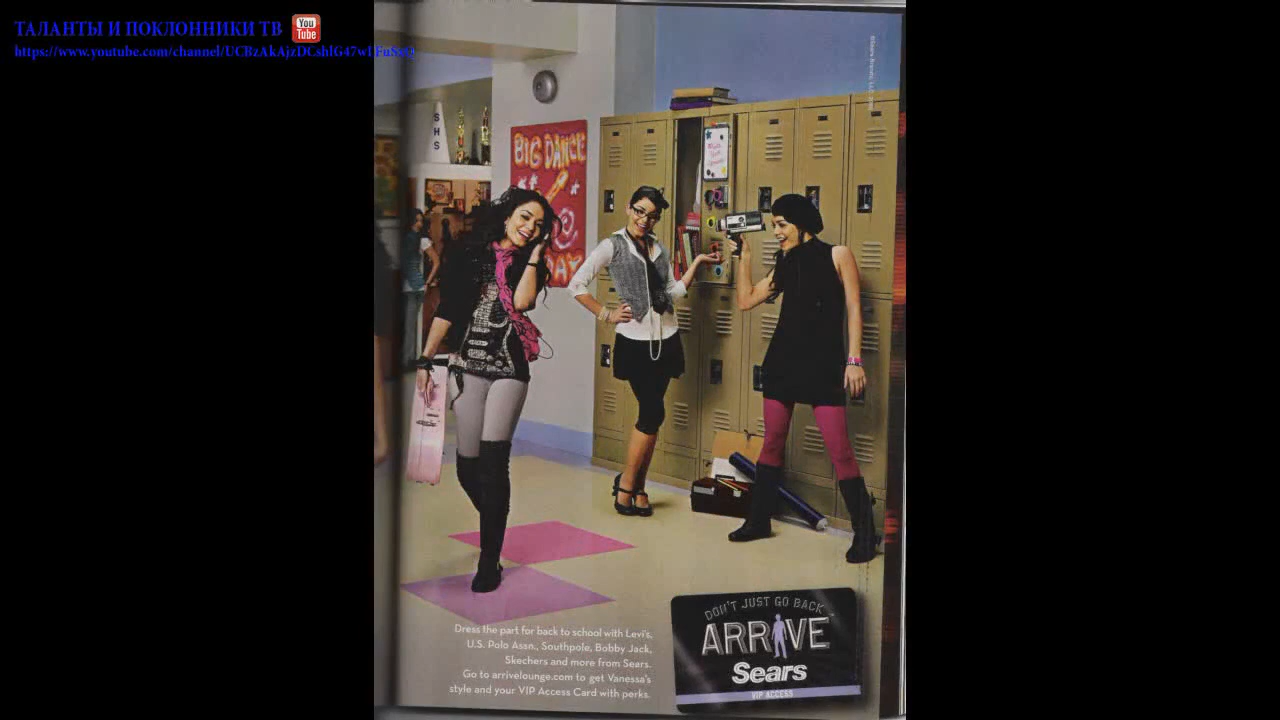 ТАЛАНТЫ И ПОКЛОННИКИ ТВ
You
Tube
SHS
BIG DANCE
DON'T JUST GO BACK
ARRIVE
Sears
VIP ACCESS
Dress the part for back to school with Levi's,
U.S. Polo Assn., Southpole, Bobby Jack,
Skechers and more from Sears.
Go to arrivelounge.com to get Vanessa's
style and your VIP Access Card with perks.